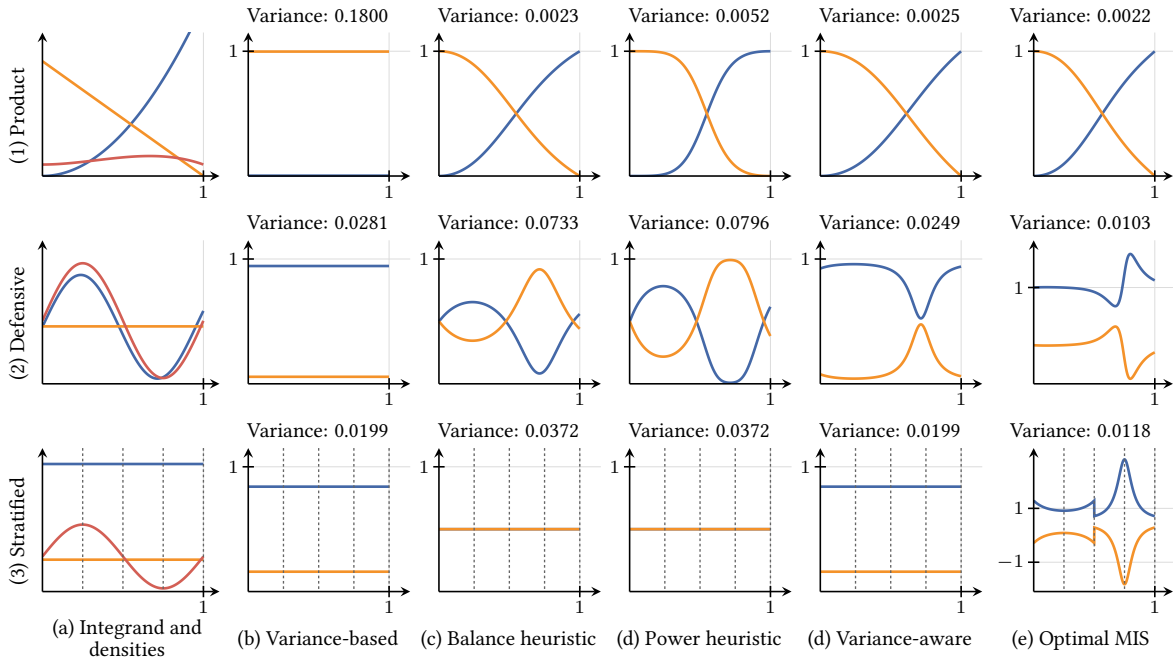 Variance: 0.1800
Variance: 0.0023
Variance: 0.0052
Variance: 0.0025
Variance: 0.0022
(1) Product
1
1
1
1
1
1
1
1
1
1
1
Variance: 0.0281
Variance: 0.0733
Variance: 0.0796
Variance: 0.0249
Variance: 0.0103
(2) Defensive
1
1
1
1
1
1
1
1
1
1
1
Variance: 0.0199
Variance: 0.0372
Variance: 0.0372
Variance: 0.0199
Variance: 0.0118
(3) Stratified
1
1
1
1
1
−1
1
1
1
1
1
1
(a) Integrand and
densities
(b) Variance-based
(c) Balance heuristic
(d) Power heuristic
(d) Variance-aware
(e) Optimal MIS